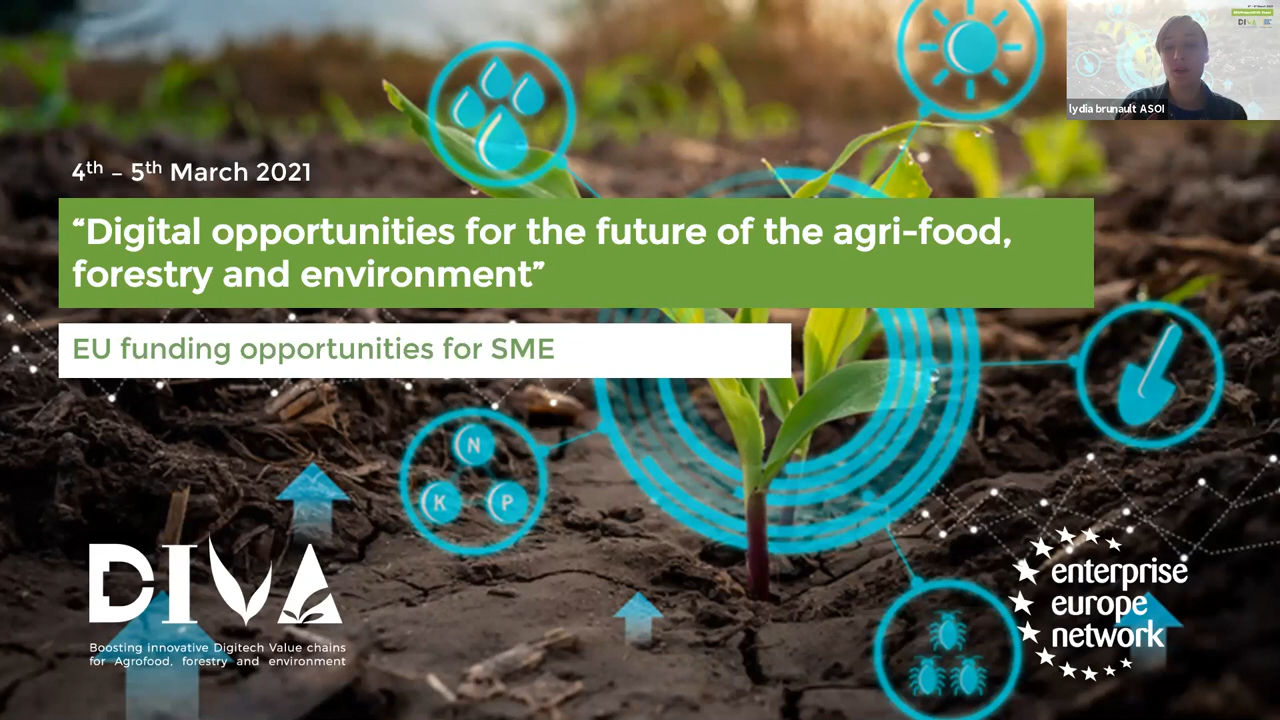 lydia brunault ASOI
4th – 5th March 2021
“Digital opportunities for the future of the agri-food,
forestry and environment”
EU funding opportunities for SME
N
K P
DIVA
Boosting innovative Digitech Value chains
for Agrofood, forestry and environment
enterprise
europe
network
DIVA